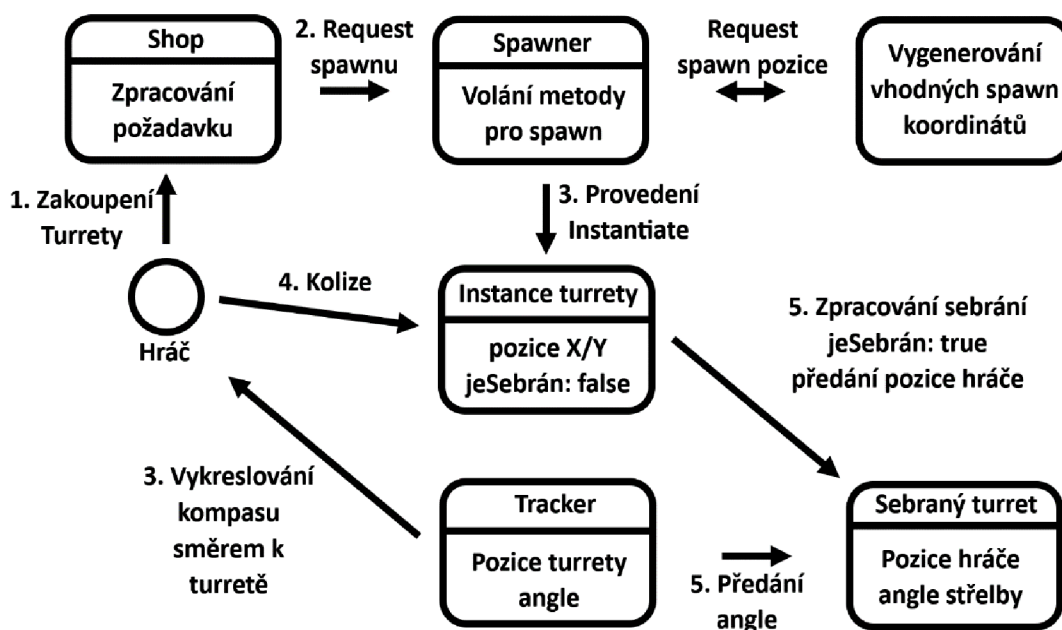 Shop
Zpracování
požadavku
2. Request
spawnu
Spawner
Volání metody
pro spawn
Request
spawn pozice
Vygenerování
vhodných spawn
koordinátů
1. Zakoupení
Turrety
3. Provedení
Instantiate
Hráč
4. Kolize
Instance turrety
pozice X/Y
jeSebrán: false
5. Zpracování sebrání
jeSebrán: true
předání pozice hráče
3. Vykreslování
kompasu
směrem k
turretě
Tracker
Pozice turrety
angle
5. Předání
angle
Sebraný turret
Pozice hráče
angle střelby